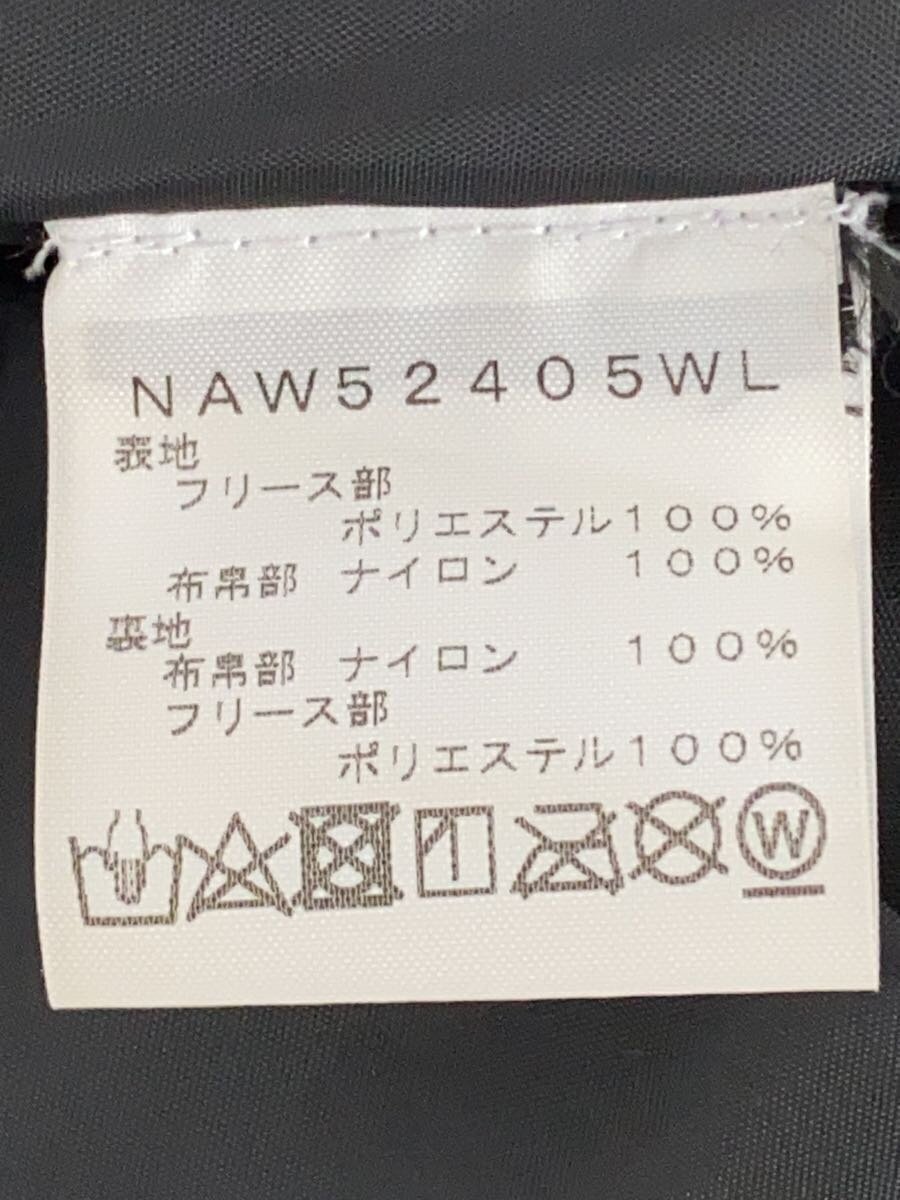 NAW52405WL
表地
フリース部
ポリエステル100%
布帛部 ナイロン 100%
裏地
布帛部 ナイロン 100%
フリース部
ポリエステル100%
W